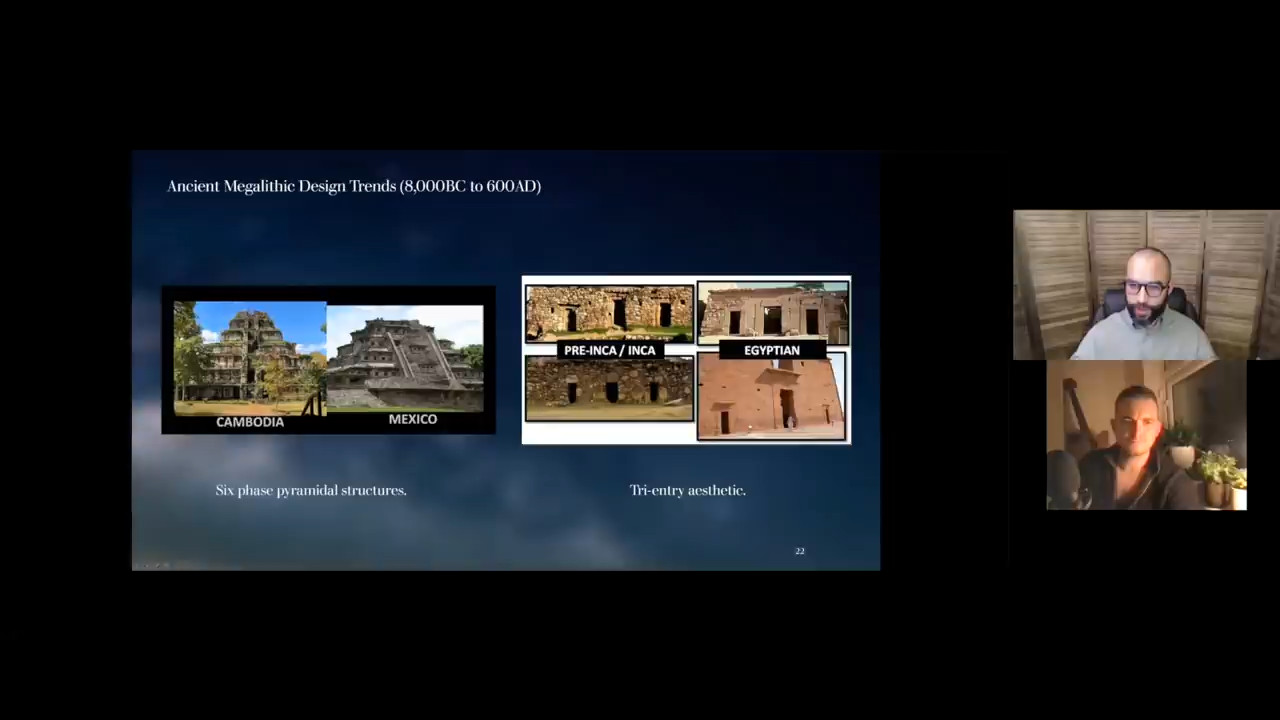 Ancient Megalithic Design Trends (8,000BC to 600AD)
CAMBODIA
MEXICO
PRE-INCA / INCA
EGYPTIAN
Six phase pyramidal structures.
Tri-entry aesthetic.
22